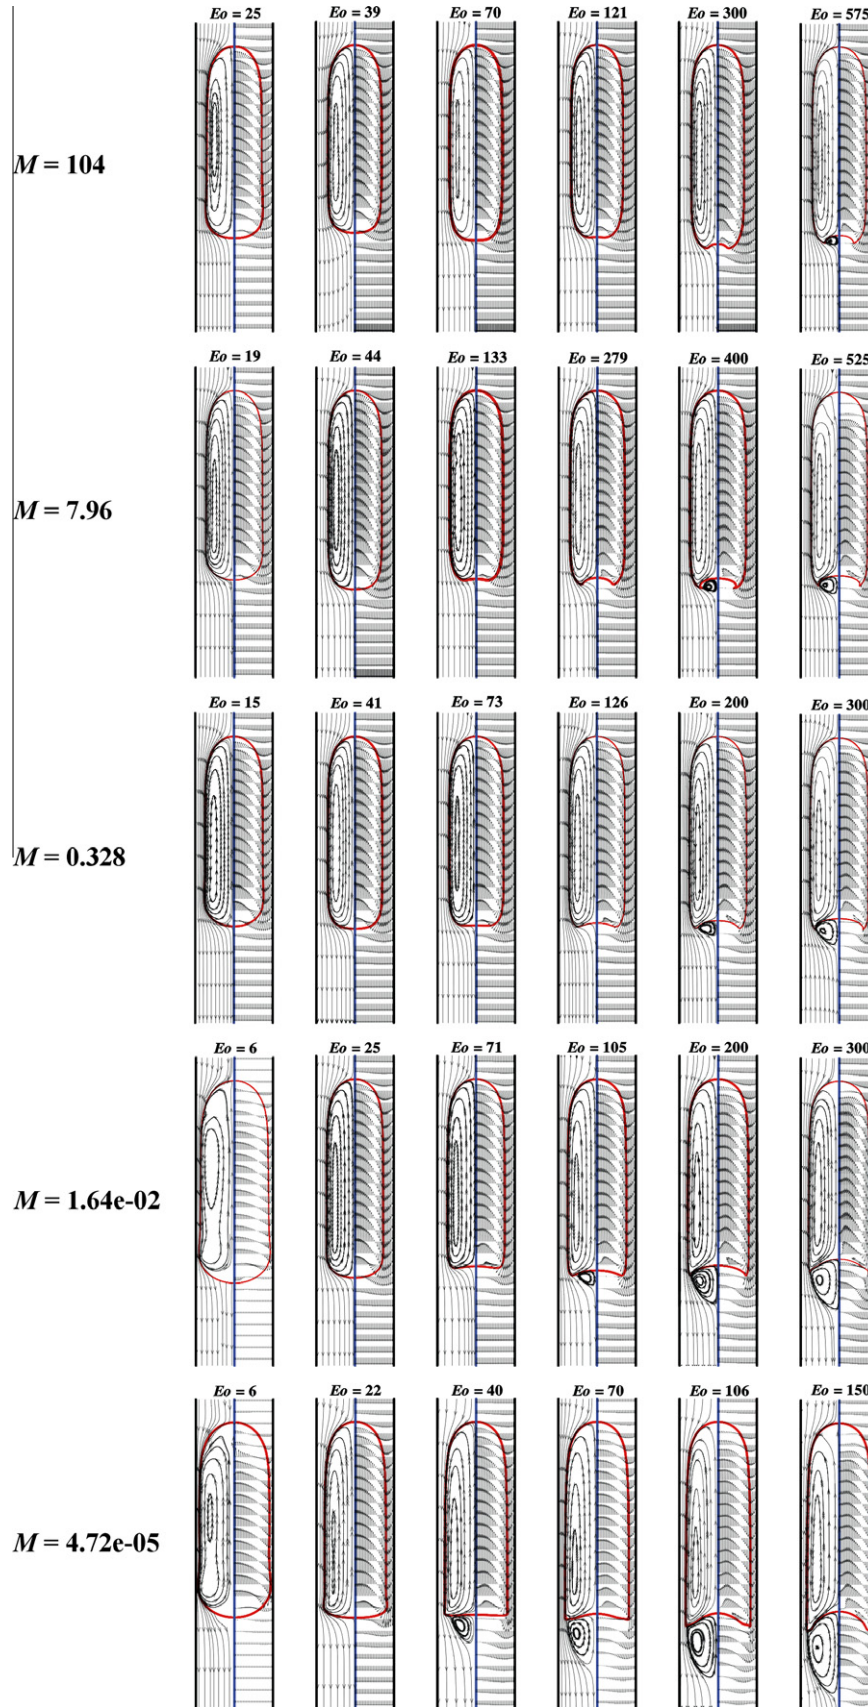 Eo = 25 Eo = 39 Eo = 70 Eo = 121 Eo = 300 Eo = 575
M = 104
Eo = 19 Eo = 44 Eo = 133 Eo = 279 Eo = 400 Eo = 525
M = 7.96
Eo = 15 Eo = 41 Eo = 73 Eo = 126 Eo = 200 Eo = 300
M = 0.328
Eo = 6 Eo = 25 Eo = 71 Eo = 105 Eo = 200 Eo = 300
M = 1.64e-02
Eo = 6 Eo = 22 Eo = 40 Eo = 70 Eo = 106 Eo = 150
M = 4.72e-05